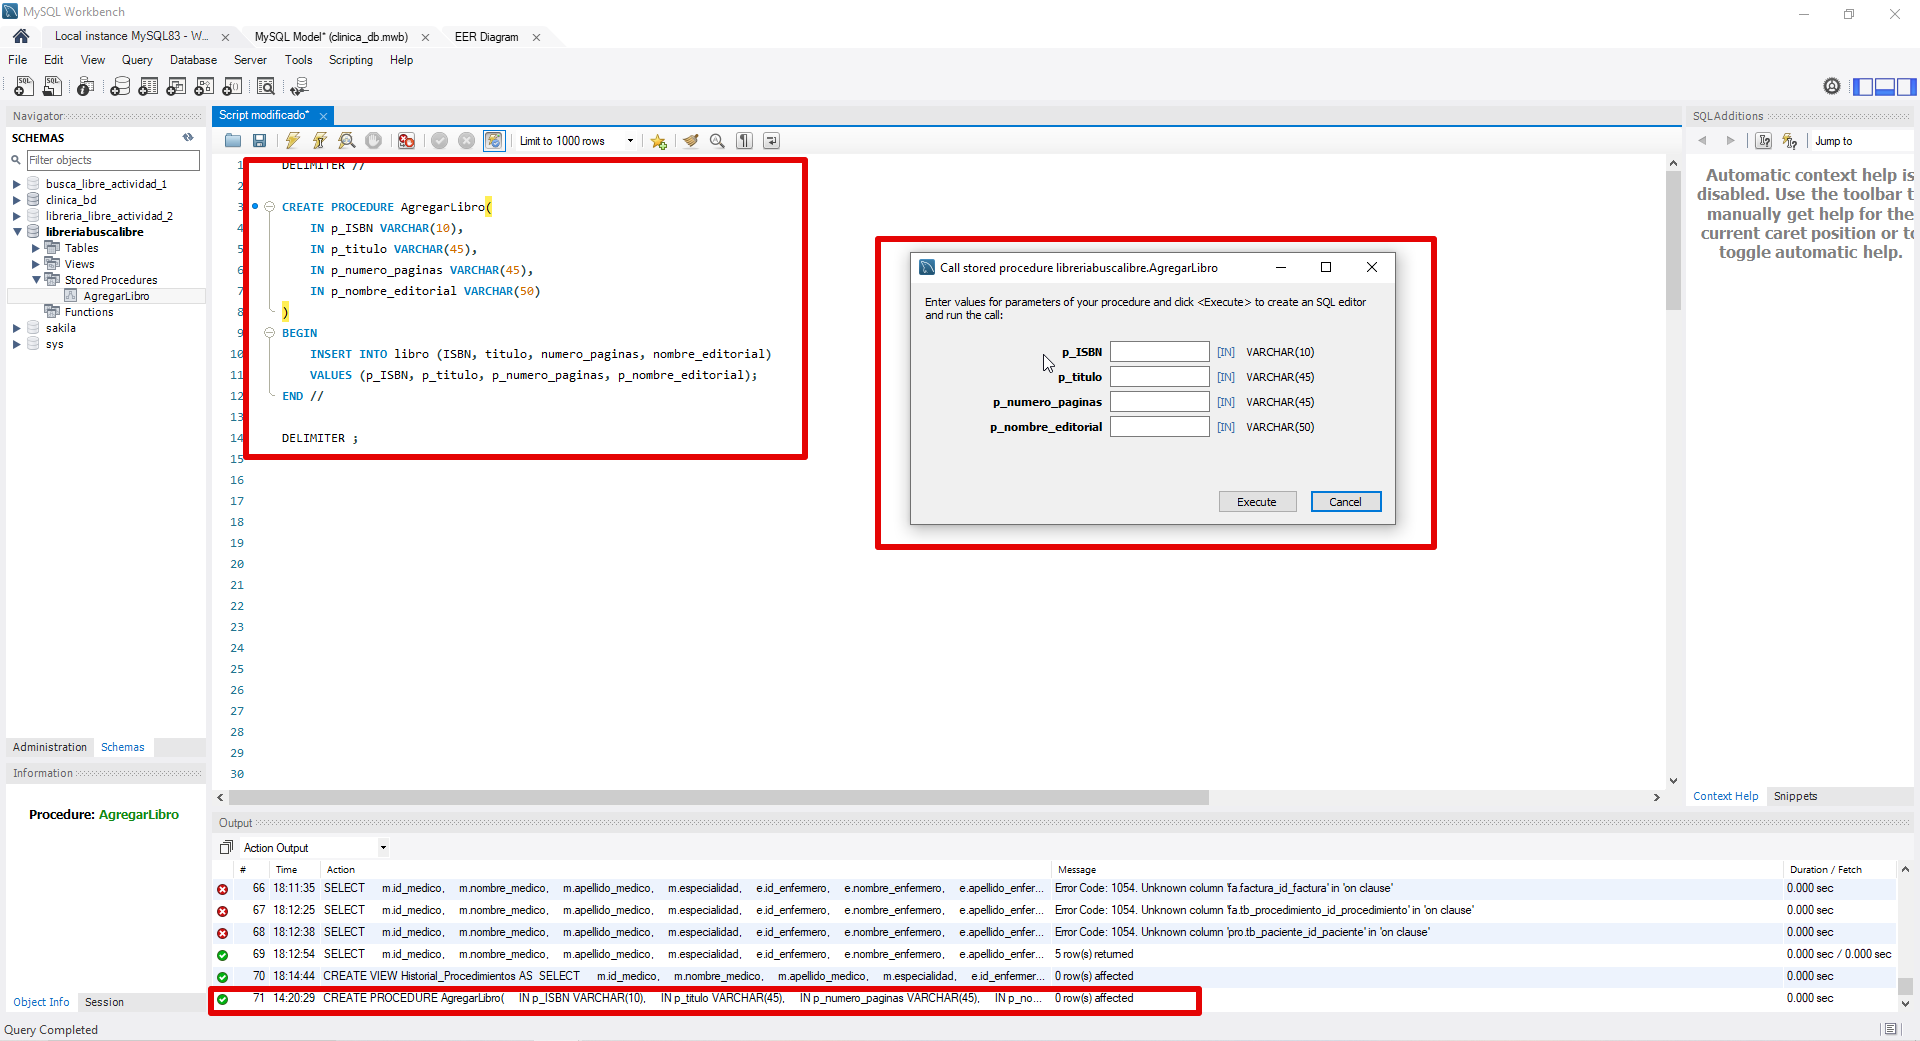 MySQL Workbench
Local instance MySQL83 - W...
MySQL Model* (clinica_db.mwb)
EER Diagram
File Edit View Query Database Server Tools Scripting Help
Navigator
SCHEMAS
Filter objects
busca_libre_actividad_1
clinica_bd
libreria_libre_actividad_2
libreriabuscalibre
Tables
Views
Stored Procedures
AgregarLibro
Functions
sakila
sys
Administration Schemas
Information
Procedure: AgregarLibro
Object Info Session
Script modificado*
Limit to 1000 rows
1 DELIMITER //
2
3 CREATE PROCEDURE AgregarLibro(
4 IN p_ISBN VARCHAR(10),
5 IN p_titulo VARCHAR(45),
6 IN p_numero_paginas VARCHAR(45),
7 IN p_nombre_editorial VARCHAR(50)
8 )
9 BEGIN
10 INSERT INTO libro (ISBN, titulo, numero_paginas, nombre_editorial)
11 VALUES (p_ISBN, p_titulo, p_numero_paginas, p_nombre_editorial);
12 END //
13
14 DELIMITER ;
15
16
17
18
19
20
21
22
23
24
25
26
27
28
29
30
Call stored procedure libreriabuscalibre.AgregarLibro
Enter values for parameters of your procedure and click <Execute> to create an SQL editor
and run the call:
p_ISBN [IN] VARCHAR(10)
p_titulo [IN] VARCHAR(45)
p_numero_paginas [IN] VARCHAR(45)
p_nombre_editorial [IN] VARCHAR(50)
Execute Cancel
SQLAdditions
Jump to
Automatic context help is
disabled. Use the toolbar t
manually get help for the
current caret position or to
toggle automatic help.
Context Help Snippets
Output
Action Output
# Time Action Message Duration / Fetch
66 18:11:35 SELECT m.id_medico, m.nombre_medico, m.apellido_medico, m.especialidad, e.id_enfermero, e.nombre_enfermero, e.apellido_enfer... Error Code: 1054. Unknown column 'fa.factura_id_factura' in 'on clause' 0.000 sec
67 18:12:25 SELECT m.id_medico, m.nombre_medico, m.apellido_medico, m.especialidad, e.id_enfermero, e.nombre_enfermero, e.apellido_enfer... Error Code: 1054. Unknown column 'fa.tb_procedimiento_id_procedimiento' in 'on clause' 0.000 sec
68 18:12:38 SELECT m.id_medico, m.nombre_medico, m.apellido_medico, m.especialidad, e.id_enfermero, e.nombre_enfermero, e.apellido_enfer... Error Code: 1054. Unknown column 'pro.tb_paciente_id_paciente' in 'on clause' 0.000 sec
69 18:12:54 SELECT m.id_medico, m.nombre_medico, m.apellido_medico, m.especialidad, e.id_enfermero, e.nombre_enfermero, e.apellido_enfer... 5 row(s) returned 0.000 sec / 0.000 sec
70 18:14:44 CREATE VIEW Historial_Procedimientos AS SELECT m.id_medico, m.nombre_medico, m.apellido_medico, m.especialidad, e.id_enfermer... 0 row(s) affected 0.000 sec
71 14:20:29 CREATE PROCEDURE AgregarLibro( IN p_ISBN VARCHAR(10), IN p_titulo VARCHAR(45), IN p_numero_paginas VARCHAR(45), IN p_no... 0 row(s) affected 0.000 sec
Query Completed